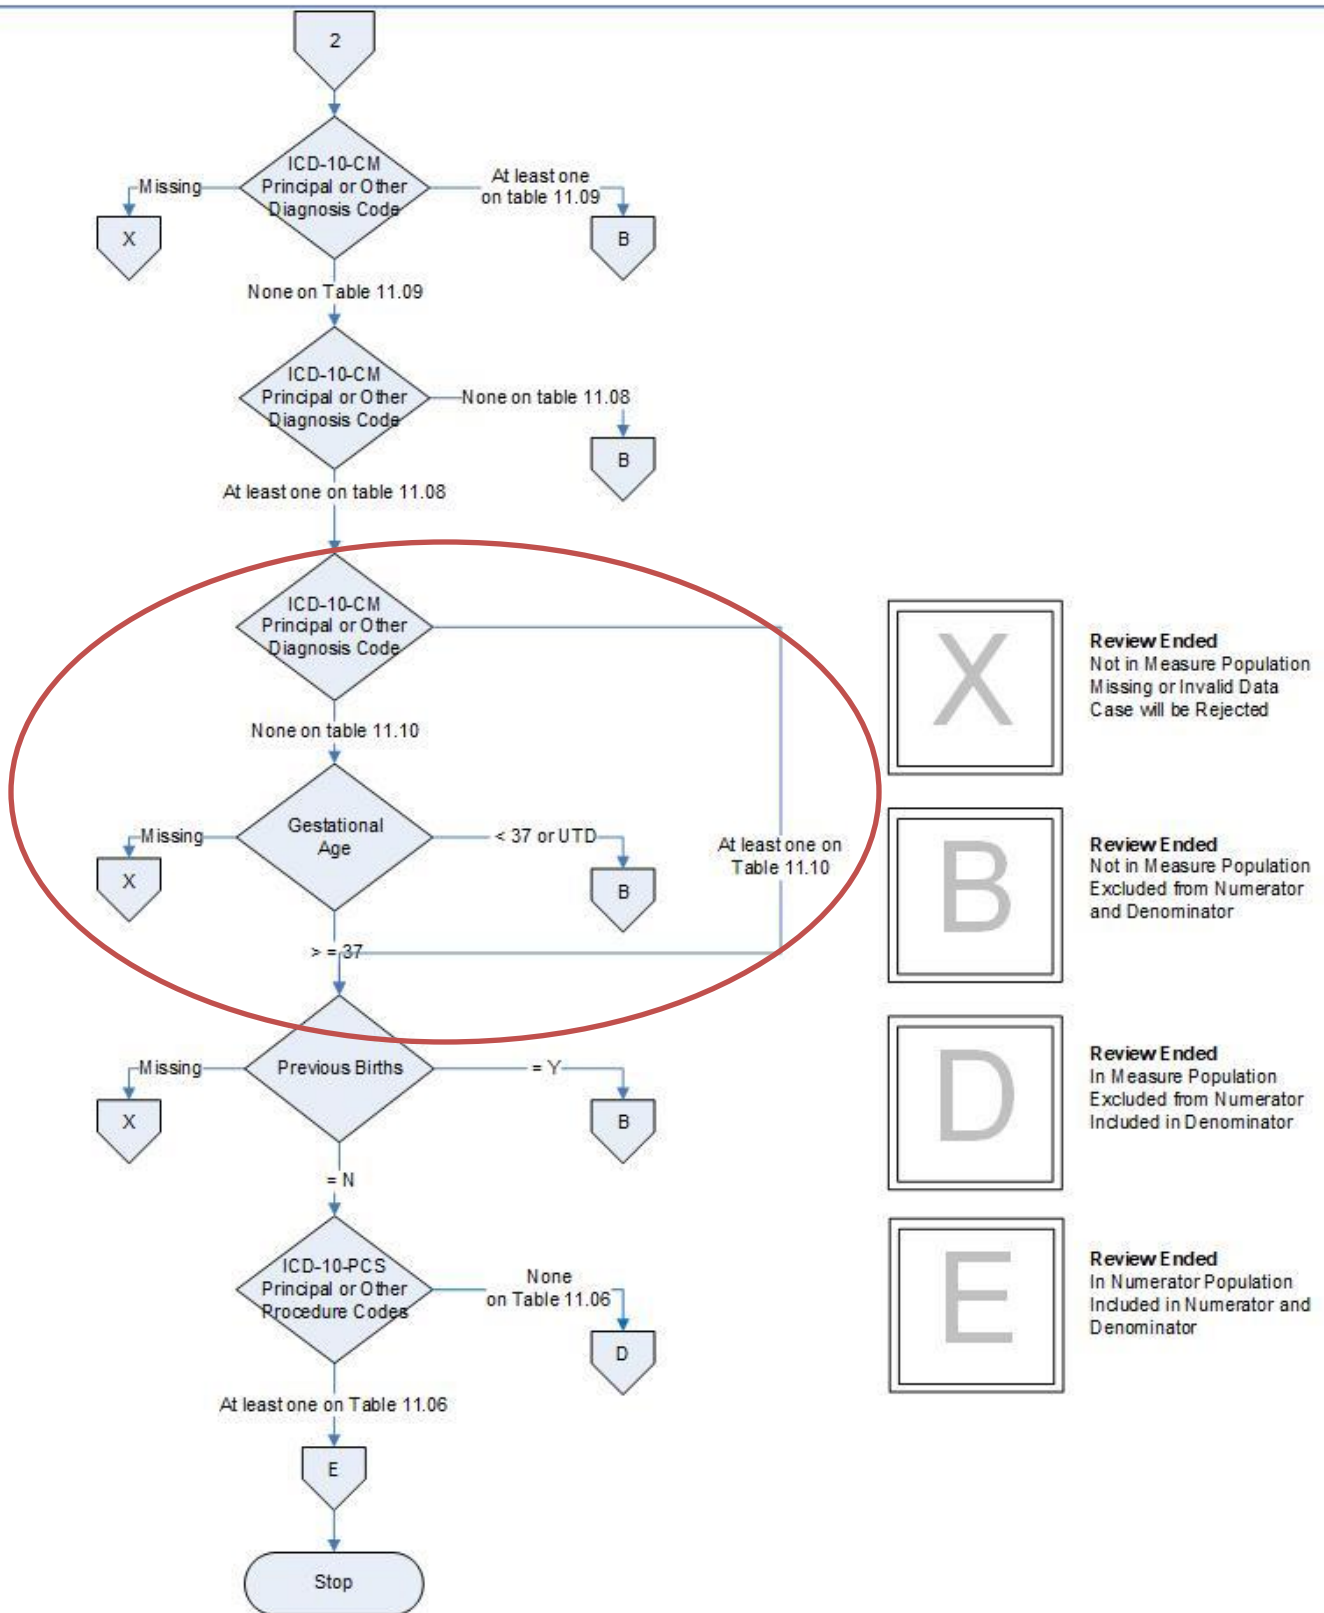 2
ICD-10-CM
Principal or Other
Diagnosis Code
Missing
At least one
on table 11.09
X
B
None on Table 11.09
ICD-10-CM
Principal or Other
Diagnosis Code
None on table 11.08
B
At least one on table 11.08
ICD-10-CM
Principal or Other
Diagnosis Code
None on table 11.10
Gestational
Age
Missing
< 37 or UTD
At least one on
Table 11.10
X
B
> = 37
Previous Births
Missing
= Y
X
B
= N
ICD-10-PCS
Principal or Other
Procedure Codes
None
on Table 11.06
D
At least one on Table 11.06
E
Stop
X
Review Ended
Not in Measure Population
Missing or Invalid Data
Case will be Rejected
B
Review Ended
Not in Measure Population
Excluded from Numerator
and Denominator
D
Review Ended
In Measure Population
Excluded from Numerator
Included in Denominator
E
Review Ended
In Numerator Population
Included in Numerator and
Denominator